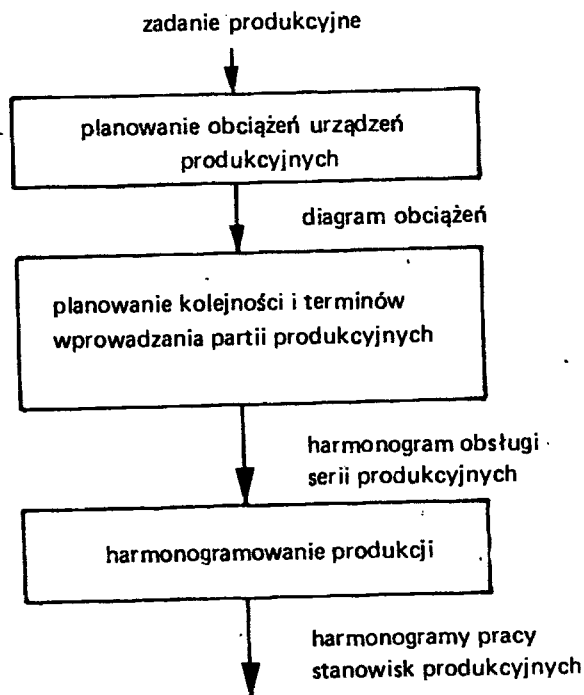 zadanie produkcyjne
planowanie obciążeń urządzeń
produkcyjnych
diagram obciążeń
planowanie kolejności i terminów
wprowadzania partii produkcyjnych
harmonogram obsługi
serii produkcyjnych
harmonogramowanie produkcji
harmonogramy pracy
stanowisk produkcyjnych